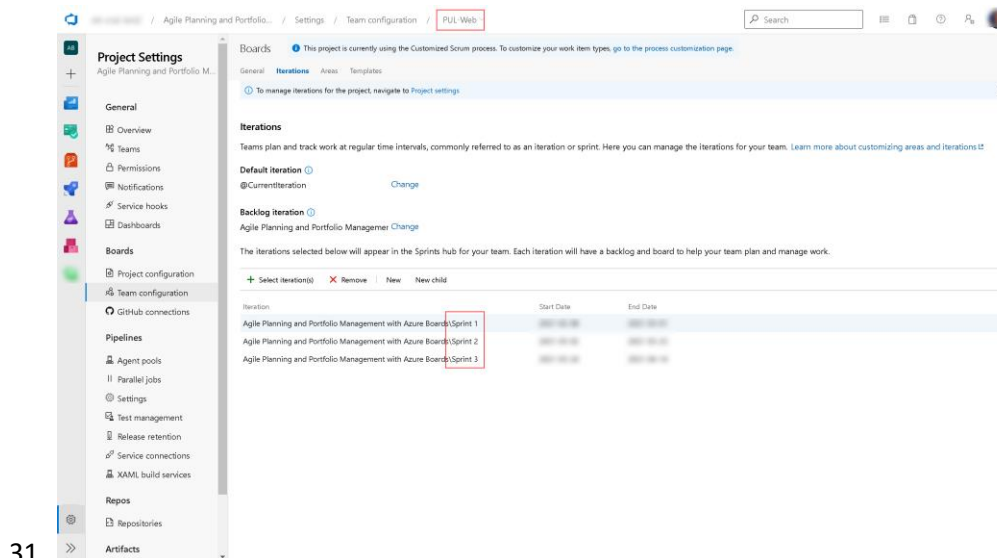 / Agile Planning and Portfolio... / Settings / Team configuration / PUL-Web
Search
AB
Project Settings
Agile Planning and Portfolio M...
General
Overview
Teams
Permissions
Notifications
Service hooks
Dashboards
Boards
Project configuration
Team configuration
GitHub connections
Pipelines
Agent pools
Parallel jobs
Settings
Test management
Release retention
Service connections
XAML build services
Repos
Repositories
Artifacts
Boards This project is currently using the Customized Scrum process. To customize your work item types, go to the process customization page.
General Iterations Areas Templates
To manage iterations for the project, navigate to Project settings
Iterations
Teams plan and track work at regular time intervals, commonly referred to as an iteration or sprint. Here you can manage the iterations for your team. Learn more about customizing areas and iterations
Default iteration
@CurrentIteration Change
Backlog iteration
Agile Planning and Portfolio Managemer Change
The iterations selected below will appear in the Sprints hub for your team. Each iteration will have a backlog and board to help your team plan and manage work.
+ Select iteration(s) Remove New New child
Iteration Start Date End Date
Agile Planning and Portfolio Management with Azure Boards\Sprint 1
Agile Planning and Portfolio Management with Azure Boards\Sprint 2
Agile Planning and Portfolio Management with Azure Boards\Sprint 3
31